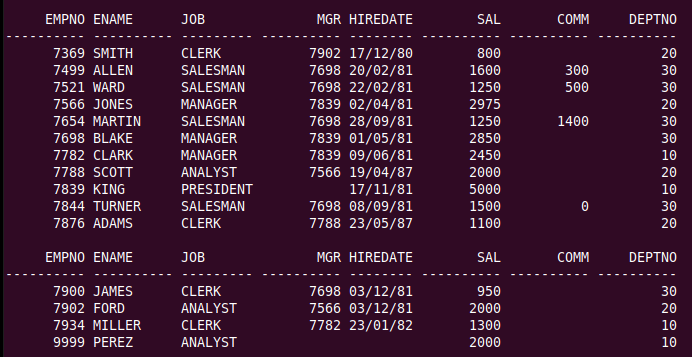 EMPNO ENAME      JOB              MGR HIREDATE        SAL       COMM     DEPTNO
---------- ---------- --------- ---------- -------- ---------- ---------- ----------
      7369 SMITH      CLERK           7902 17/12/80        800                    20
      7499 ALLEN      SALESMAN        7698 20/02/81       1600        300         30
      7521 WARD       SALESMAN        7698 22/02/81       1250        500         30
      7566 JONES      MANAGER         7839 02/04/81       2975                    20
      7654 MARTIN     SALESMAN        7698 28/09/81       1250       1400         30
      7698 BLAKE      MANAGER         7839 01/05/81       2850                    30
      7782 CLARK      MANAGER         7839 09/06/81       2450                    10
      7788 SCOTT      ANALYST         7566 19/04/87       2000                    20
      7839 KING       PRESIDENT            17/11/81       5000                    10
      7844 TURNER     SALESMAN        7698 08/09/81       1500          0         30
      7876 ADAMS      CLERK           7788 23/05/87       1100                    20
     EMPNO ENAME      JOB              MGR HIREDATE        SAL       COMM     DEPTNO
---------- ---------- --------- ---------- -------- ---------- ---------- ----------
      7900 JAMES      CLERK           7698 03/12/81        950                    30
      7902 FORD       ANALYST         7566 03/12/81       2000                    20
      7934 MILLER     CLERK           7782 23/01/82       1300                    10
      9999 PEREZ      ANALYST                             2000                    10